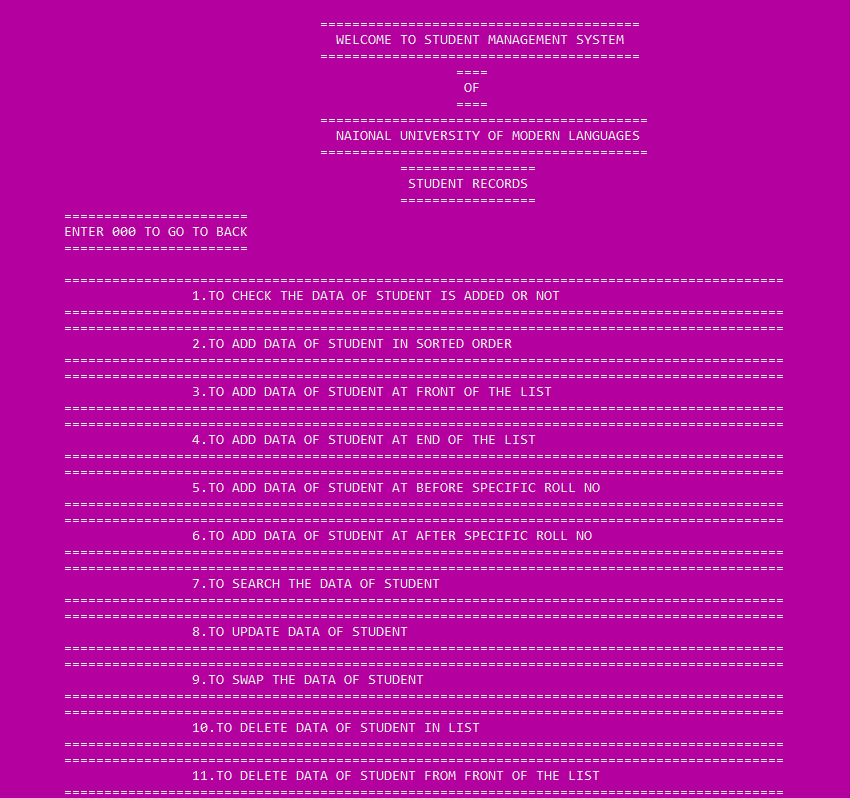 =======================================
WELCOME TO STUDENT MANAGEMENT SYSTEM
=======================================
====
OF
====
=========================================
NAIONAL UNIVERSITY OF MODERN LANGUAGES
=========================================
=================
STUDENT RECORDS
=================
=======================
ENTER 000 TO GO TO BACK
=======================
==========================================================================================
1.TO CHECK THE DATA OF STUDENT IS ADDED OR NOT
==========================================================================================
==========================================================================================
2.TO ADD DATA OF STUDENT IN SORTED ORDER
==========================================================================================
==========================================================================================
3.TO ADD DATA OF STUDENT AT FRONT OF THE LIST
==========================================================================================
==========================================================================================
4.TO ADD DATA OF STUDENT AT END OF THE LIST
==========================================================================================
==========================================================================================
5.TO ADD DATA OF STUDENT AT BEFORE SPECIFIC ROLL NO
==========================================================================================
==========================================================================================
6.TO ADD DATA OF STUDENT AT AFTER SPECIFIC ROLL NO
==========================================================================================
==========================================================================================
7.TO SEARCH THE DATA OF STUDENT
==========================================================================================
==========================================================================================
8.TO UPDATE DATA OF STUDENT
==========================================================================================
==========================================================================================
9.TO SWAP THE DATA OF STUDENT
==========================================================================================
==========================================================================================
10.TO DELETE DATA OF STUDENT IN LIST
==========================================================================================
==========================================================================================
11.TO DELETE DATA OF STUDENT FROM FRONT OF THE LIST
==========================================================================================